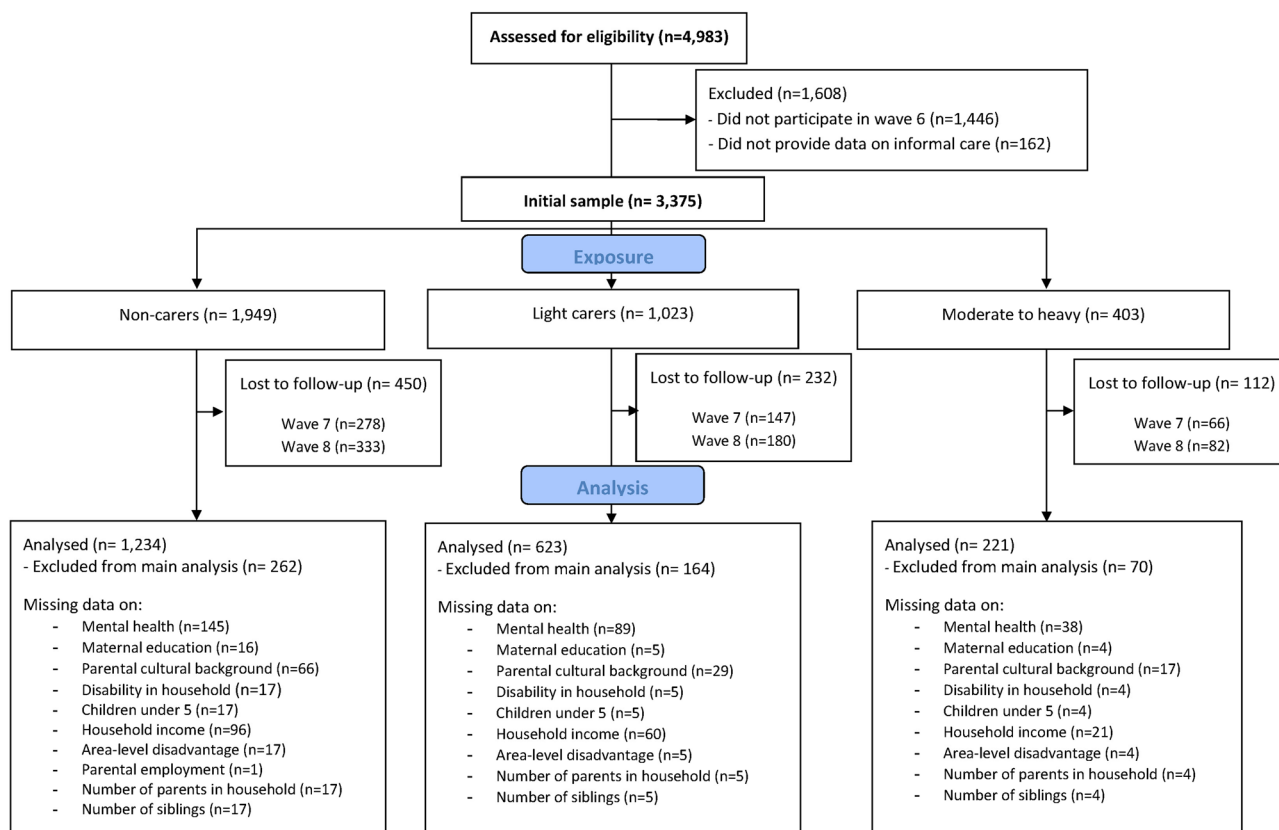 Assessed for eligibility (n=4,983)
Excluded (n=1,608)
- Did not participate in wave 6 (n=1,446)
- Did not provide data on informal care (n=162)
Initial sample (n= 3,375)
Exposure
Non-carers (n= 1,949)
Light carers (n= 1,023)
Moderate to heavy (n= 403)
Lost to follow-up (n= 450)
Wave 7 (n=278)
Wave 8 (n=333)
Lost to follow-up (n= 232)
Wave 7 (n=147)
Wave 8 (n=180)
Lost to follow-up (n= 112)
Wave 7 (n=66)
Wave 8 (n=82)
Analysis
Analysed (n= 1,234)
- Excluded from main analysis (n= 262)
Missing data on:
- Mental health (n=145)
- Maternal education (n=16)
- Parental cultural background (n=66)
- Disability in household (n=17)
- Children under 5 (n=17)
- Household income (n=96)
- Area-level disadvantage (n=17)
- Parental employment (n=1)
- Number of parents in household (n=17)
- Number of siblings (n=17)
Analysed (n= 623)
- Excluded from main analysis (n= 164)
Missing data on:
- Mental health (n=89)
- Maternal education (n=5)
- Parental cultural background (n=29)
- Disability in household (n=5)
- Children under 5 (n=5)
- Household income (n=60)
- Area-level disadvantage (n=5)
- Number of parents in household (n=5)
- Number of siblings (n=5)
Analysed (n= 221)
- Excluded from main analysis (n= 70)
Missing data on:
- Mental health (n=38)
- Maternal education (n=4)
- Parental cultural background (n=17)
- Disability in household (n=4)
- Children under 5 (n=4)
- Household income (n=21)
- Area-level disadvantage (n=4)
- Number of parents in household (n=4)
- Number of siblings (n=4)